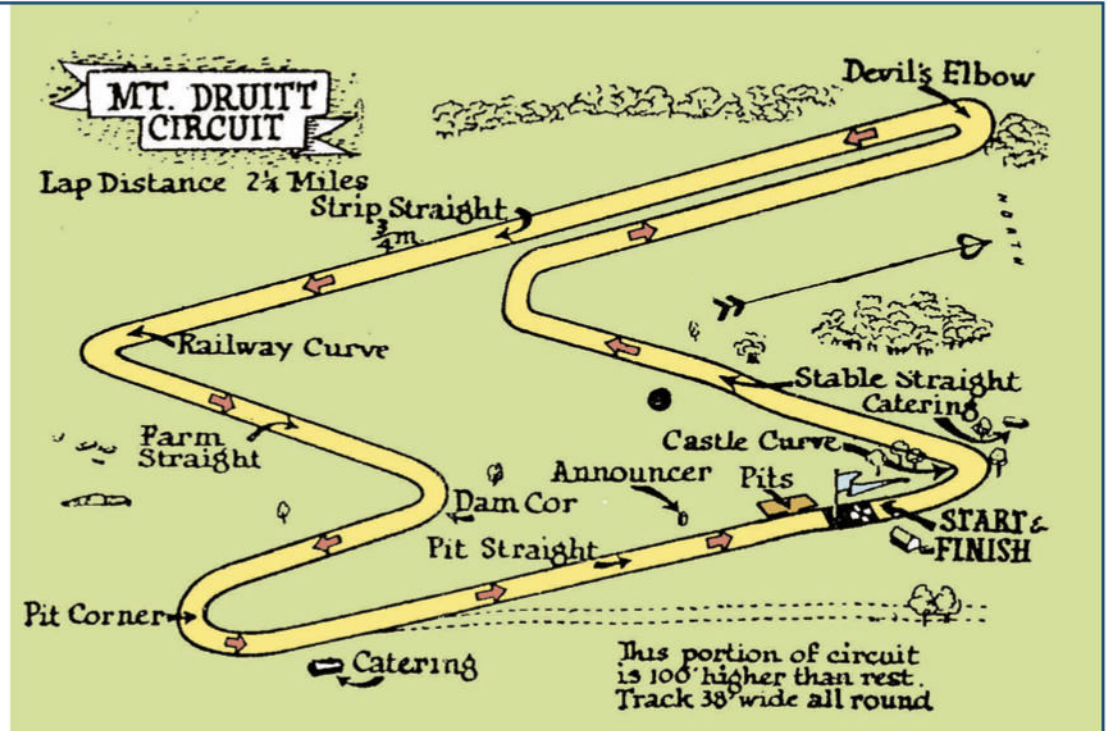 MT. DRUITT
CIRCUIT
Lap Distance 2¼ Miles
Devil's Elbow
Strip Straight
¾ m.
NORTH
Railway Curve
Stable Straight
Catering
Farm
Straight
Castle Curve
Announcer
Pits
Dam Cor
START &
FINISH
Pit Straight
Pit Corner
Catering
This portion of circuit
is 100' higher than rest.
Track 38' wide all round